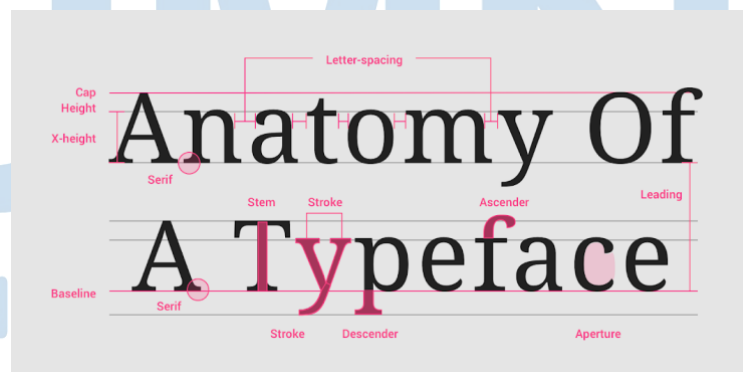 Letter-spacing
Cap
Height
X-height
Anatomy Of
Serif
Stem
Stroke
Ascender
Leading
A Typeface
Baseline
Serif
Stroke
Descender
Aperture